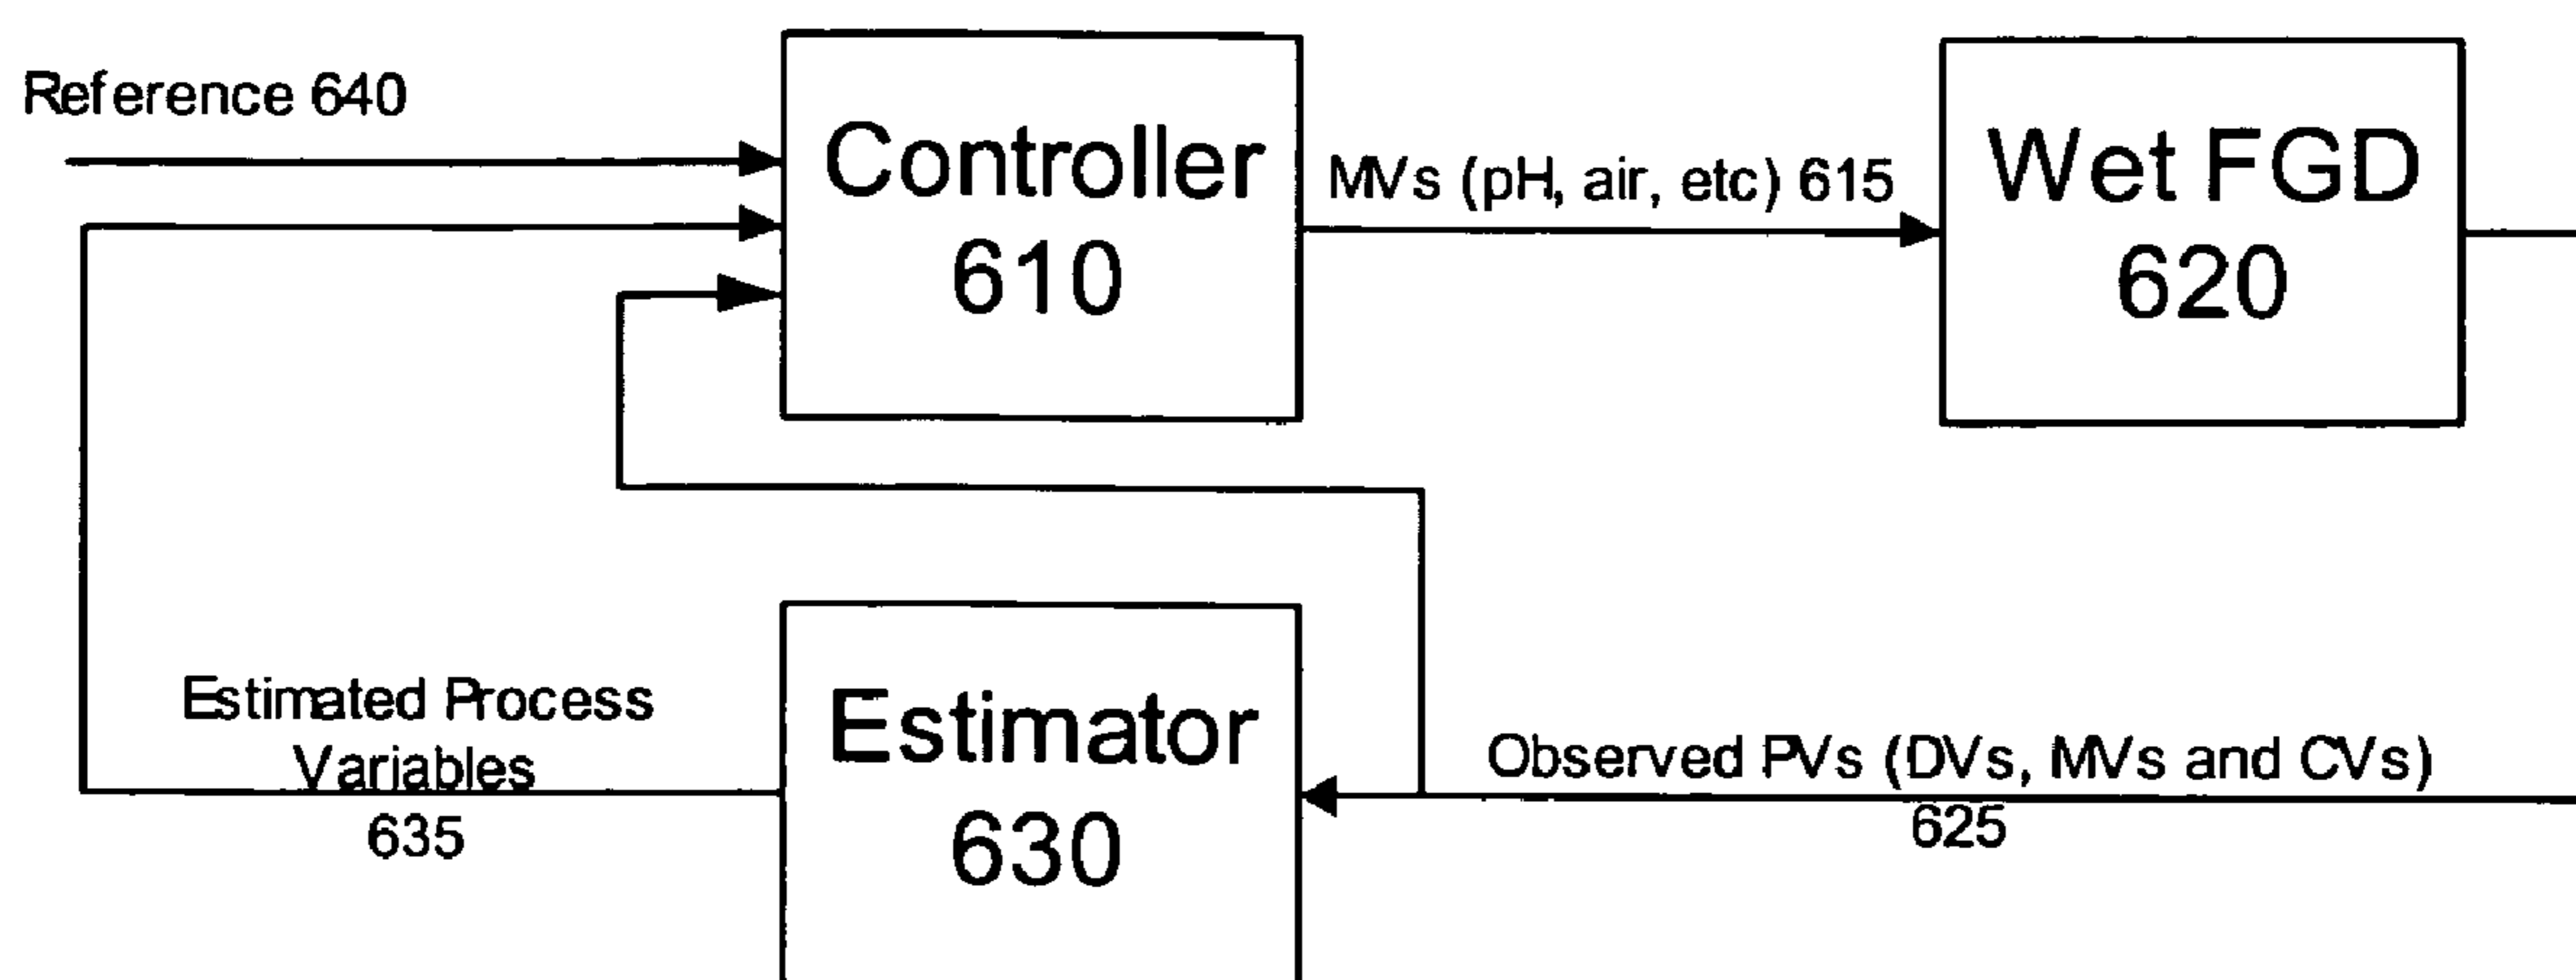 Reference 640
Controller
610
MVs (pH, air, etc) 615
Wet FGD
620
Estimated Process
Variables
635
Estimator
630
Observed PVs (DVs, MVs and CVs)
625